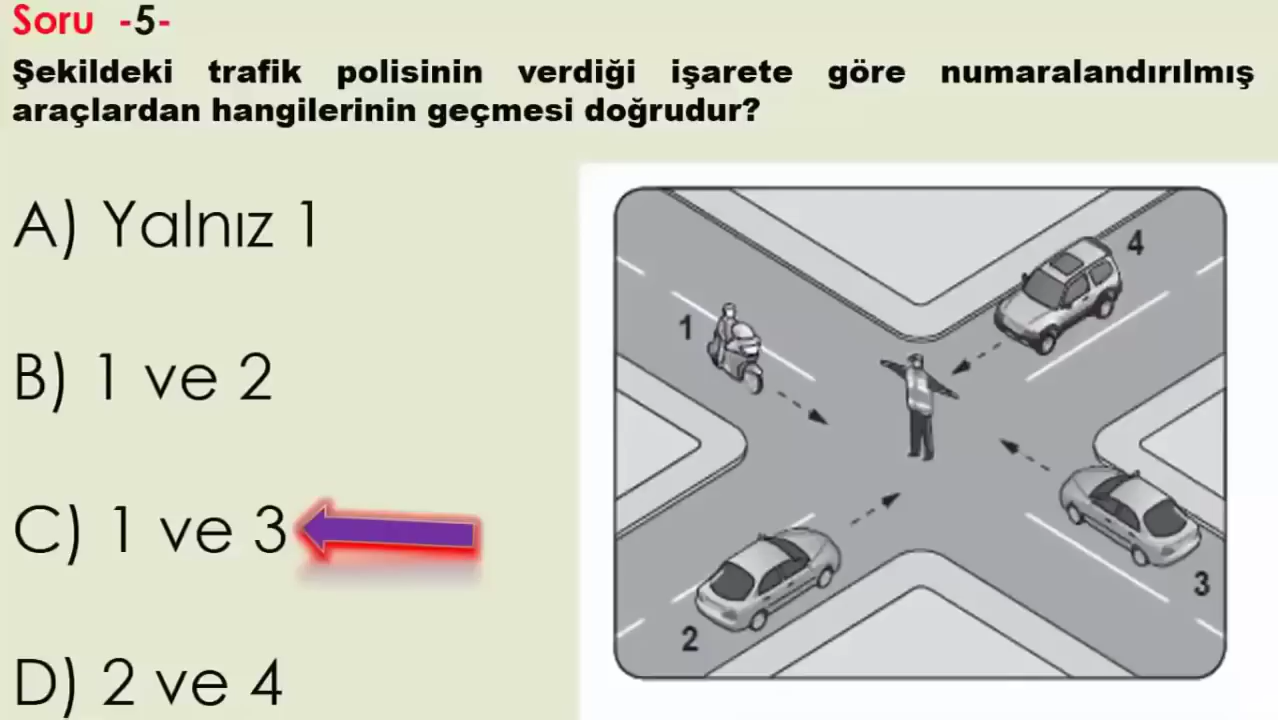 Soru -5-
Şekildeki trafik polisinin verdiği işarete göre numaralandırılmış
araçlardan hangilerinin geçmesi doğrudur?
A) Yalnız 1
B) 1 ve 2
C) 1 ve 3
D) 2 ve 4
4
1
3
2